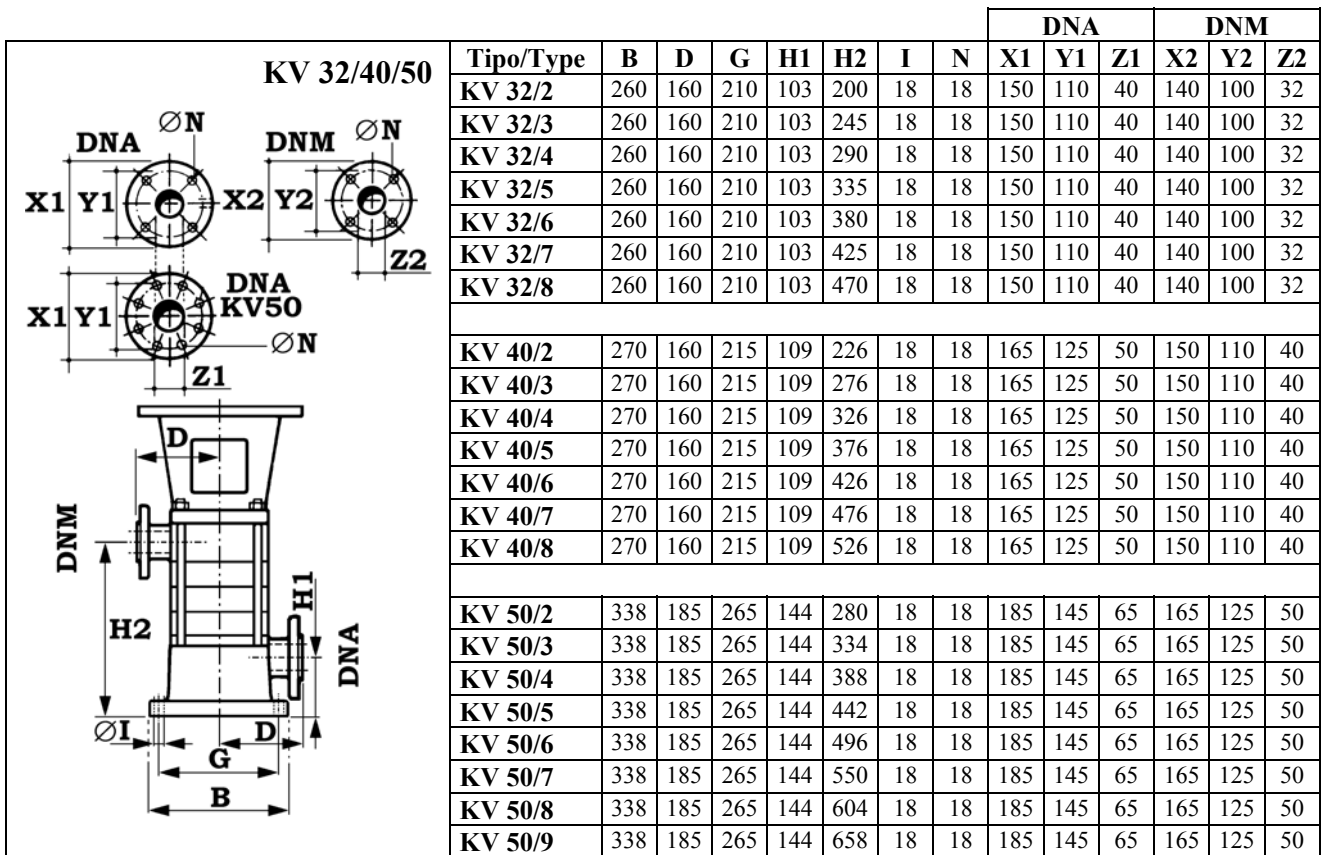 DNA DNM
KV 32/40/50
Tipo/Type B D G H1 H2 I N X1 Y1 Z1 X2 Y2 Z2
KV 32/2 260 160 210 103 200 18 18 150 110 40 140 100 32
KV 32/3 260 160 210 103 245 18 18 150 110 40 140 100 32
KV 32/4 260 160 210 103 290 18 18 150 110 40 140 100 32
KV 32/5 260 160 210 103 335 18 18 150 110 40 140 100 32
KV 32/6 260 160 210 103 380 18 18 150 110 40 140 100 32
KV 32/7 260 160 210 103 425 18 18 150 110 40 140 100 32
KV 32/8 260 160 210 103 470 18 18 150 110 40 140 100 32
KV 40/2 270 160 215 109 226 18 18 165 125 50 150 110 40
KV 40/3 270 160 215 109 276 18 18 165 125 50 150 110 40
KV 40/4 270 160 215 109 326 18 18 165 125 50 150 110 40
KV 40/5 270 160 215 109 376 18 18 165 125 50 150 110 40
KV 40/6 270 160 215 109 426 18 18 165 125 50 150 110 40
KV 40/7 270 160 215 109 476 18 18 165 125 50 150 110 40
KV 40/8 270 160 215 109 526 18 18 165 125 50 150 110 40
KV 50/2 338 185 265 144 280 18 18 185 145 65 165 125 50
KV 50/3 338 185 265 144 334 18 18 185 145 65 165 125 50
KV 50/4 338 185 265 144 388 18 18 185 145 65 165 125 50
KV 50/5 338 185 265 144 442 18 18 185 145 65 165 125 50
KV 50/6 338 185 265 144 496 18 18 185 145 65 165 125 50
KV 50/7 338 185 265 144 550 18 18 185 145 65 165 125 50
KV 50/8 338 185 265 144 604 18 18 185 145 65 165 125 50
KV 50/9 338 185 265 144 658 18 18 185 145 65 165 125 50
DNA ∅N DNM ∅N
X1 Y1 X2 Y2
Z2
DNA
KV50
X1 Y1
∅N
Z1
D
DNM
H1
H2
DNA
∅I D
G
B